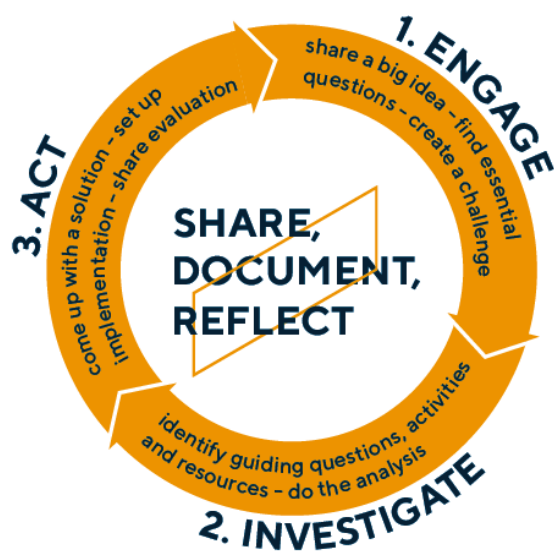 1. ENGAGE
share a big idea - find essential
questions - create a challenge
2. INVESTIGATE
identify guiding questions, activities
and resources - do the analysis
3. ACT
come up with a solution - set up
implementation - share evaluation
SHARE,
DOCUMENT,
REFLECT